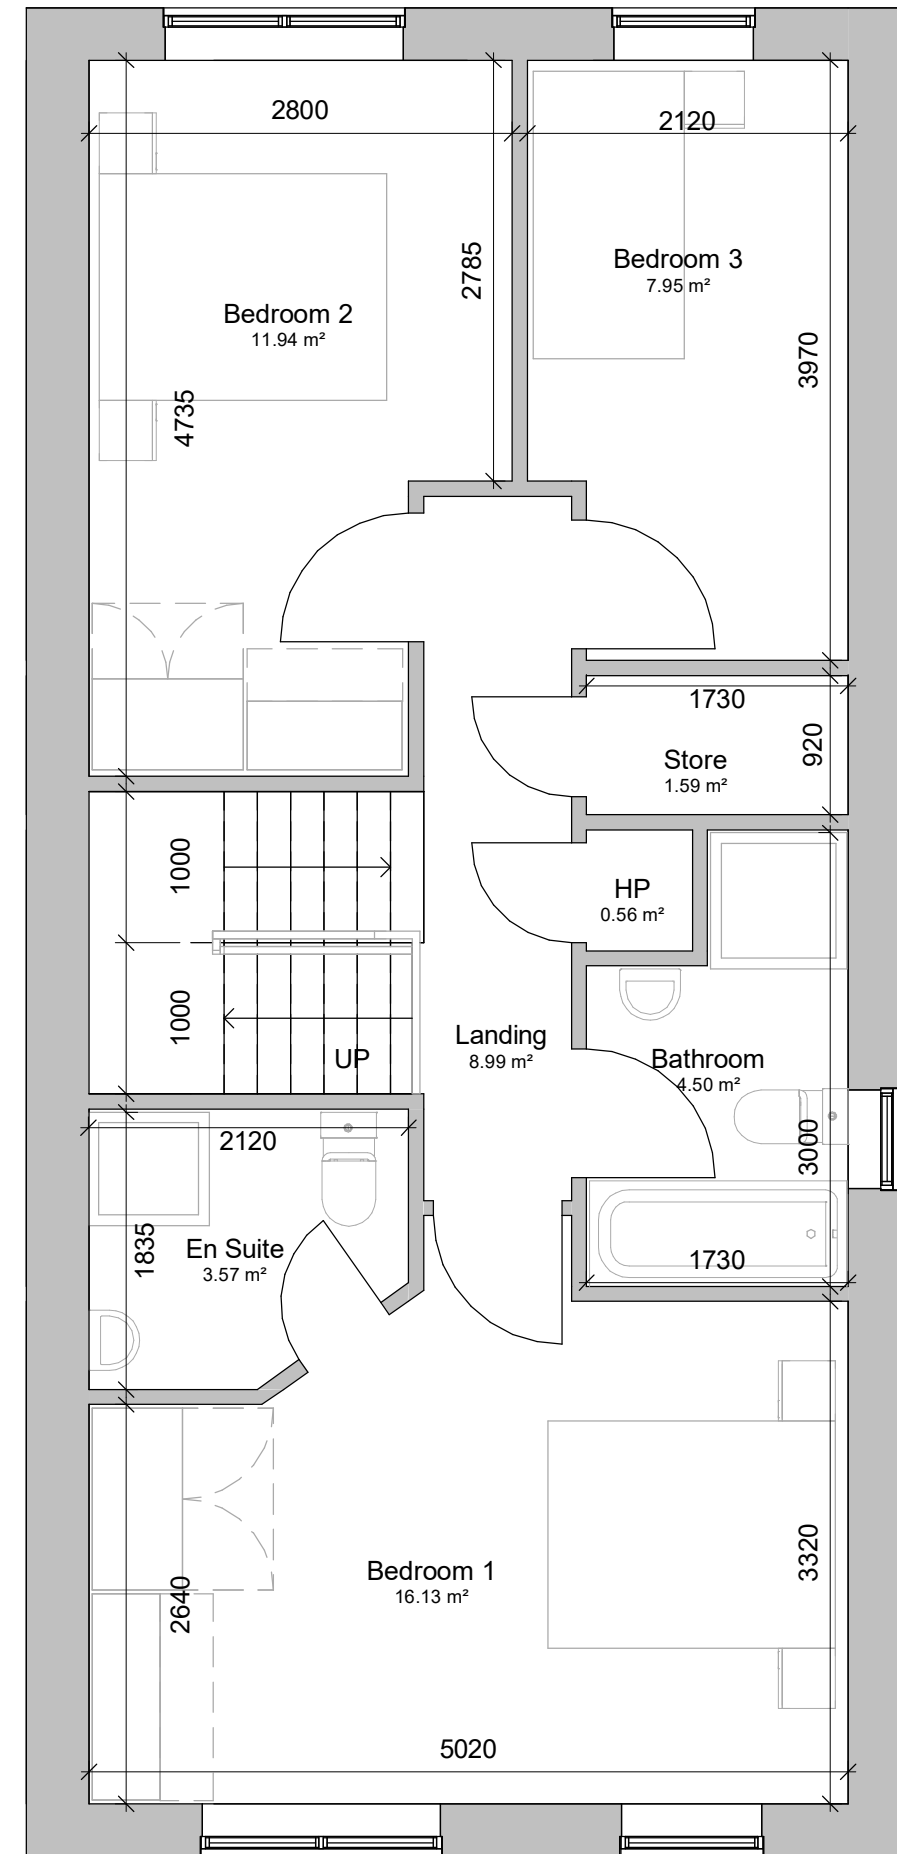 2800
2120
2785
Bedroom 3
7.95 m²
Bedroom 2
11.94 m²
3970
4735
1730
920
Store
1.59 m²
1000
HP
0.56 m²
1000
UP
Landing
8.99 m²
Bathroom
4.50 m²
2120
3000
1835
En Suite
3.57 m²
1730
3320
Bedroom 1
16.13 m²
2640
5020